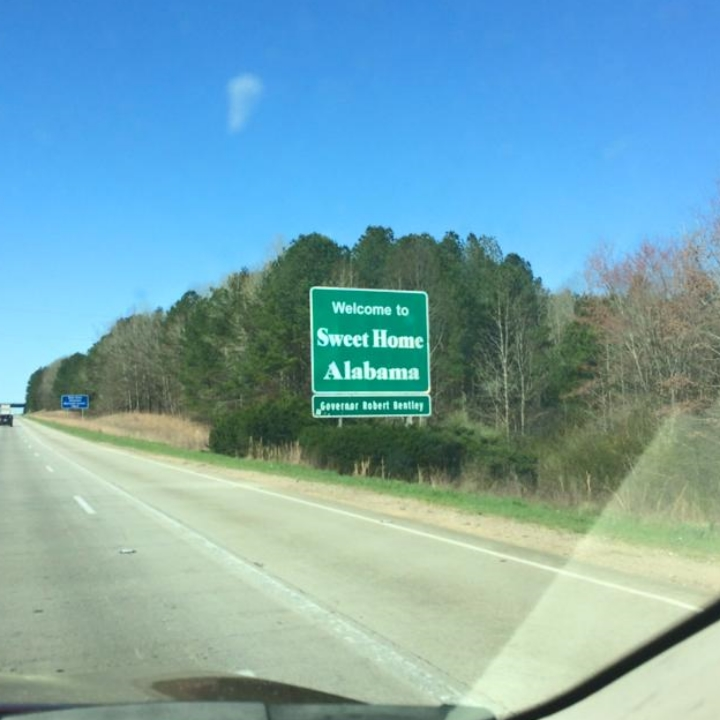 Welcome to
Sweet Home
Alabama
Governor Robert Bentley